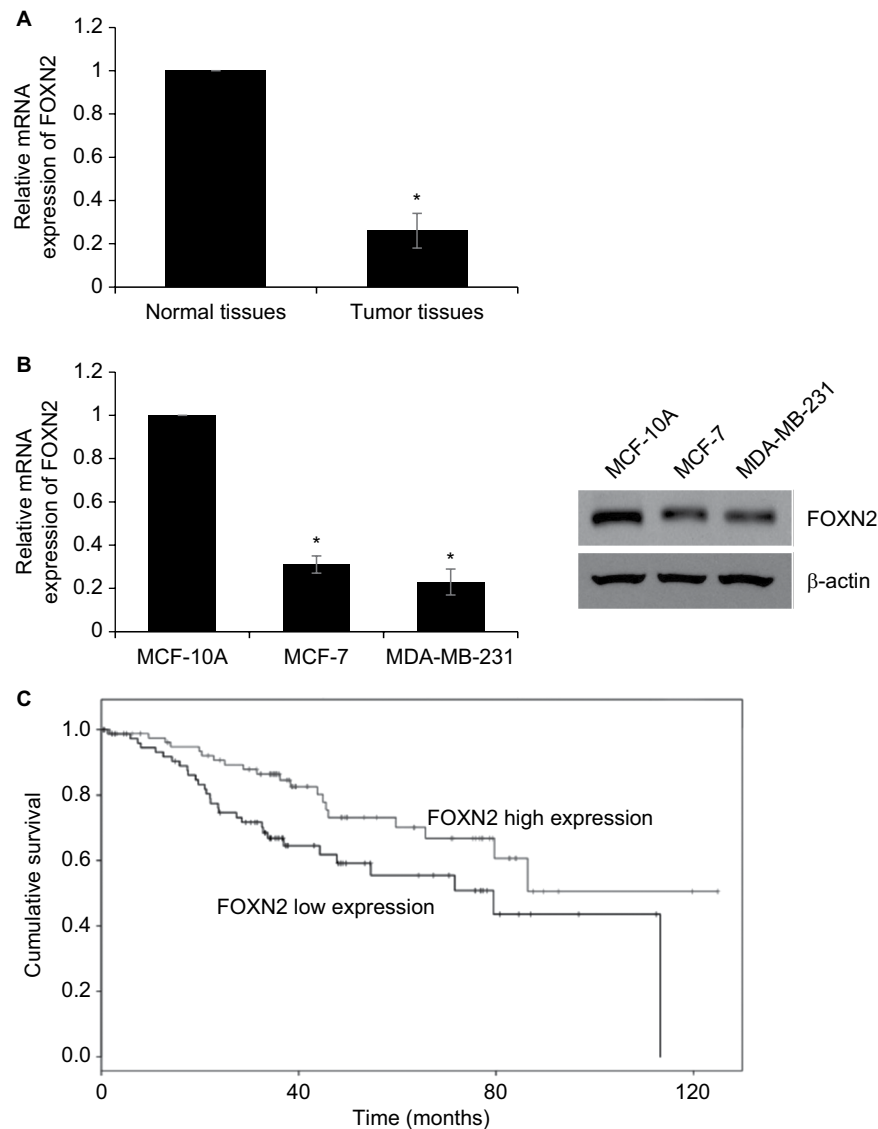 A
Relative mRNA
expression of FOXN2
1.2
1
0.8
0.6
0.4
0.2
0
*
Normal tissues
Tumor tissues
B
Relative mRNA
expression of FOXN2
1.2
1
0.8
0.6
0.4
0.2
0
*
*
MCF-10A
MCF-7
MDA-MB-231
MCF-10A
MCF-7
MDA-MB-231
FOXN2
β-actin
C
Cumulative survival
1.0
0.8
0.6
0.4
0.2
0.0
FOXN2 high expression
FOXN2 low expression
0
40
80
120
Time (months)